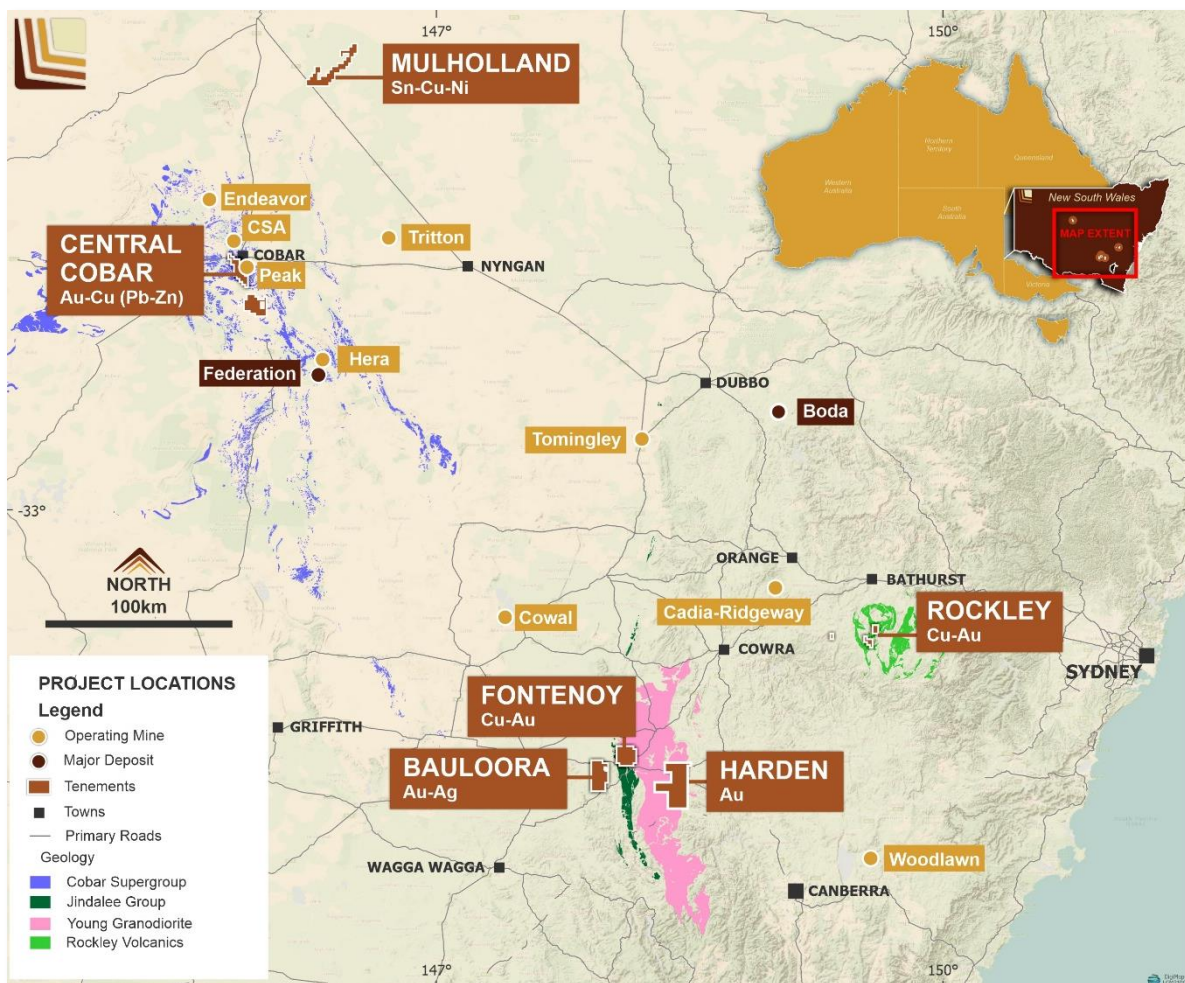 147°
150°
MULHOLLAND
Sn-Cu-Ni
Northern
Territory
Queensland
Western
Australia
South
Australia
New South Wales
MAP EXTENT
Victoria
Endeavor
CSA
CENTRAL
COBAR
Au-Cu (Pb-Zn)
COBAR
Peak
Tritton
NYNGAN
Hera
Federation
DUBBO
Boda
Tomingley
-33°
NORTH
100km
ORANGE
BATHURST
Cowal
Cadia-Ridgeway
ROCKLEY
Cu-Au
COWRA
SYDNEY
PROJECT LOCATIONS
Legend
Operating Mine
Major Deposit
Tenements
Towns
Primary Roads
Geology
Cobar Supergroup
Jindalee Group
Young Granodiorite
Rockley Volcanics
GRIFFITH
FONTENOY
Cu-Au
BAULOORA
Au-Ag
HARDEN
Au
WAGGA WAGGA
Woodlawn
CANBERRA
147°
150°